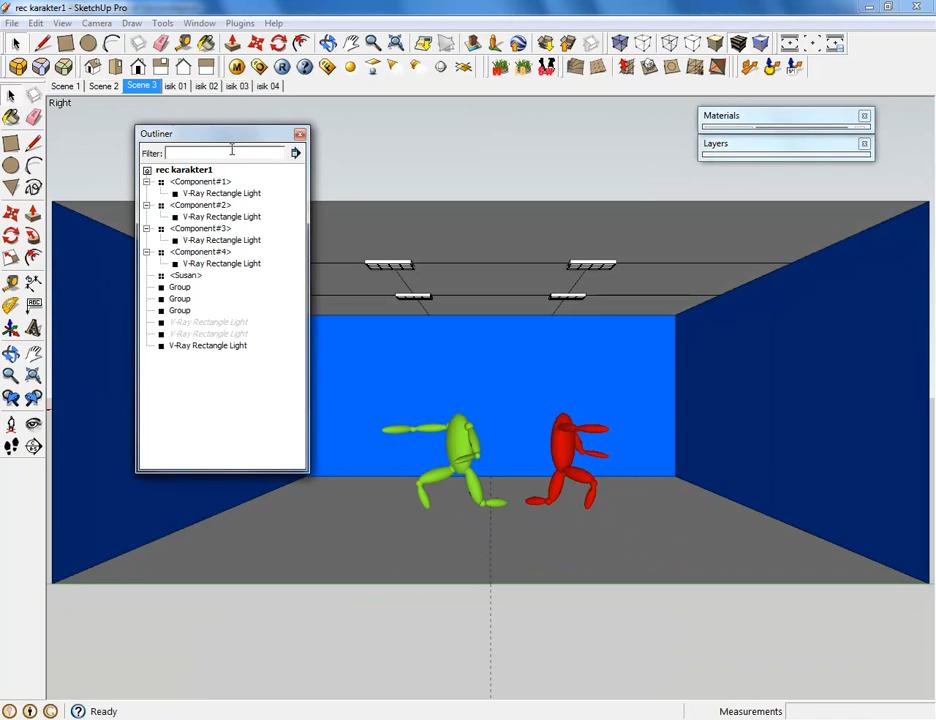 rec karakter1 - SketchUp Pro
File Edit View Camera Draw Tools Window Plugins Help
Scene 1 Scene 2 Scene 3 isik 01 isik 02 isik 03 isik 04
Right
Materials
Layers
Outliner
Filter:
rec karakter1
<Component#1>
V-Ray Rectangle Light
<Component#2>
V-Ray Rectangle Light
<Component#3>
V-Ray Rectangle Light
<Component#4>
V-Ray Rectangle Light
<Susan>
Group
Group
Group
V-Ray Rectangle Light
V-Ray Rectangle Light
V-Ray Rectangle Light
Ready
Measurements